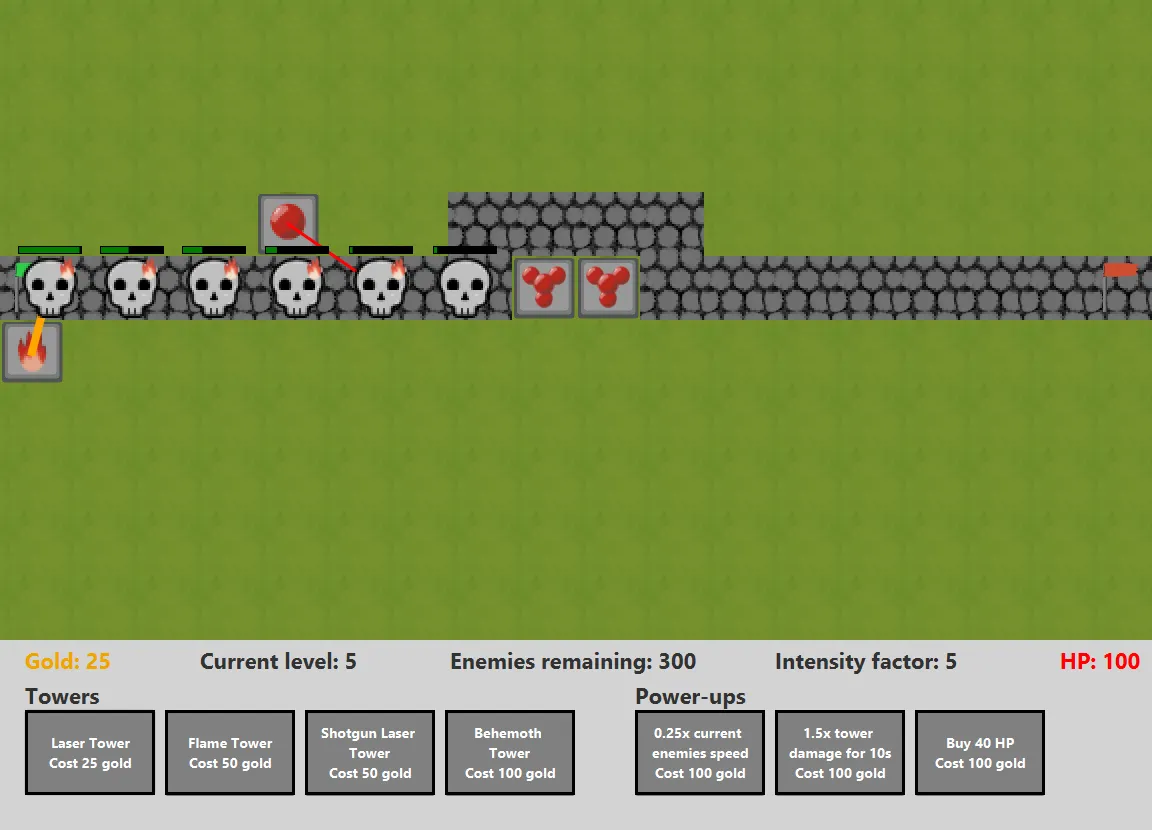 Gold: 25 Current level: 5 Enemies remaining: 300 Intensity factor: 5 HP: 100
Towers
Laser Tower
Cost 25 gold
Flame Tower
Cost 50 gold
Shotgun Laser
Tower
Cost 50 gold
Behemoth
Tower
Cost 100 gold
Power-ups
0.25x current
enemies speed
Cost 100 gold
1.5x tower
damage for 10s
Cost 100 gold
Buy 40 HP
Cost 100 gold